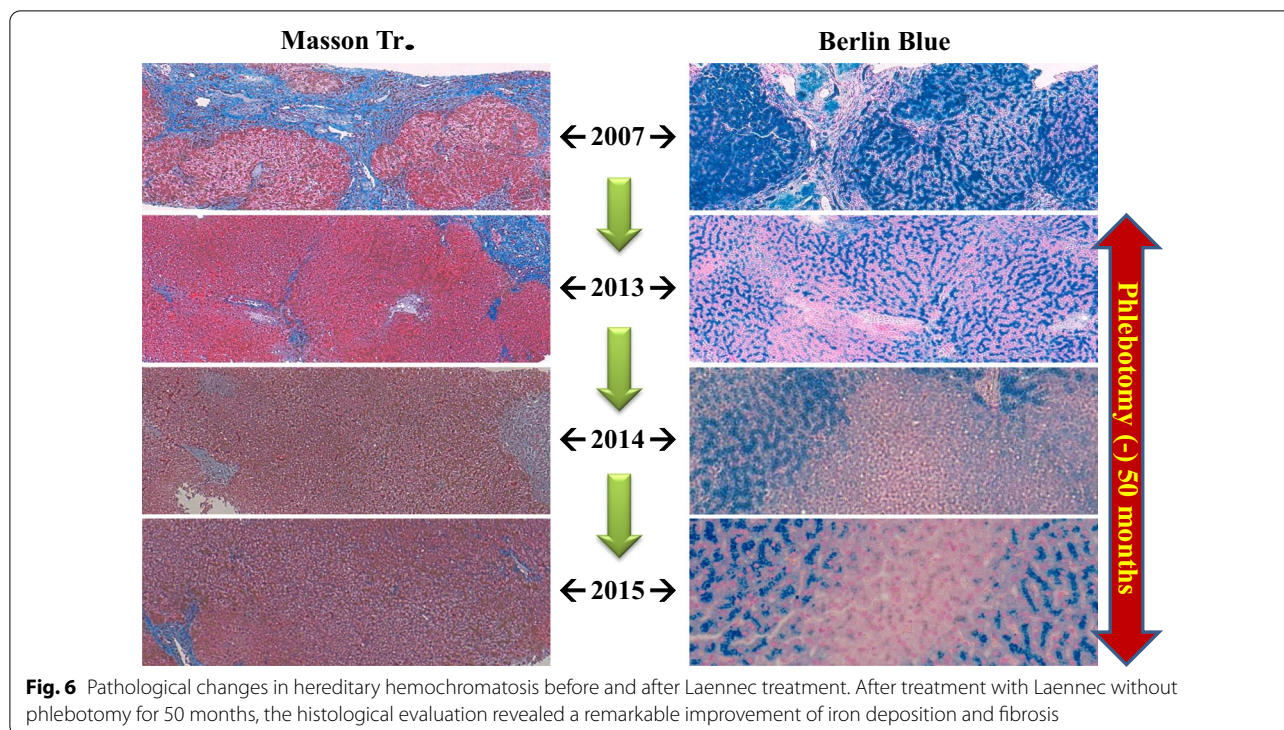 Masson Tr.
Berlin Blue
← 2007 →
← 2013 →
← 2014 →
← 2015 →
Phlebotomy (-) 50 months
Fig. 6 Pathological changes in hereditary hemochromatosis before and after Laennec treatment. After treatment with Laennec without
phlebotomy for 50 months, the histological evaluation revealed a remarkable improvement of iron deposition and fibrosis